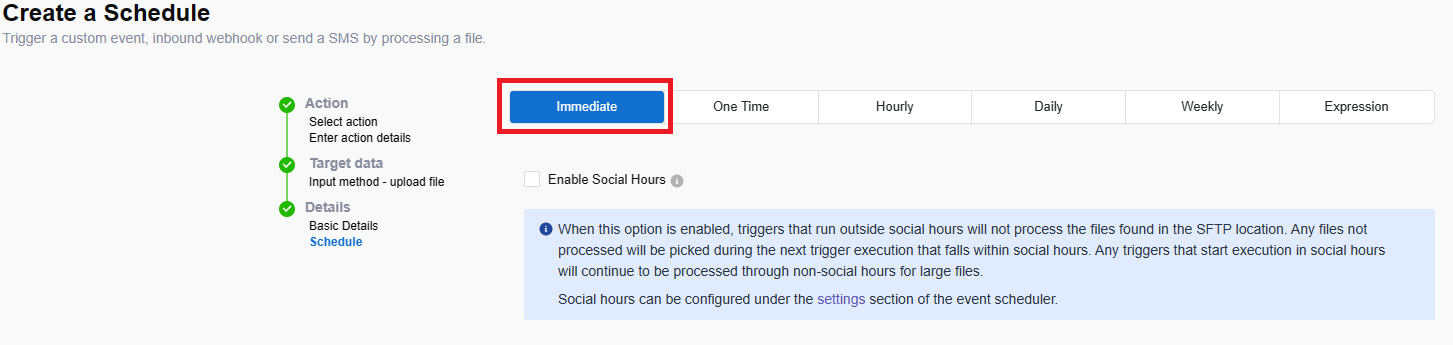 Create a Schedule
Trigger a custom event, inbound webhook or send a SMS by processing a file.
Action
Select action
Enter action details
Target data
Input method - upload file
Details
Basic Details
Schedule
Immediate
One Time
Hourly
Daily
Weekly
Expression
Enable Social Hours
When this option is enabled, triggers that run outside social hours will not process the files found in the SFTP location. Any files not
processed will be picked during the next trigger execution that falls within social hours. Any triggers that start execution in social hours
will continue to be processed through non-social hours for large files.
Social hours can be configured under the settings section of the event scheduler.